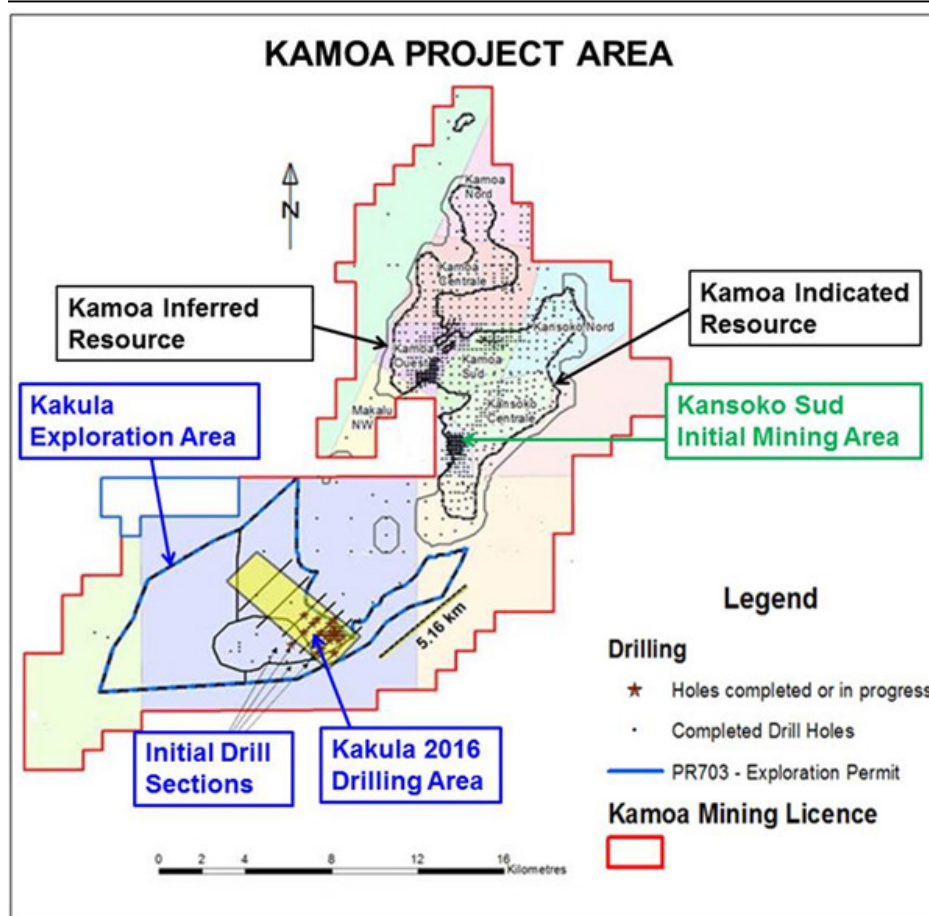 KAMOA PROJECT AREA
N
Kamoa
Nord
Kamoa
Centrale
Kamoa Inferred
Resource
Kamoa Indicated
Resource
Kansoko Nord
Kamoa
Ouest
Kamoa
Sud
Makalu
NW
Kansoko
Centrale
Kakula
Exploration Area
Kansoko Sud
Initial Mining Area
5.16 km
Initial Drill
Sections
Kakula 2016
Drilling Area
Legend
Drilling
Holes completed or in progress
Completed Drill Holes
PR703 - Exploration Permit
Kamoa Mining Licence
0 2 4 8 12 16
Kilometres